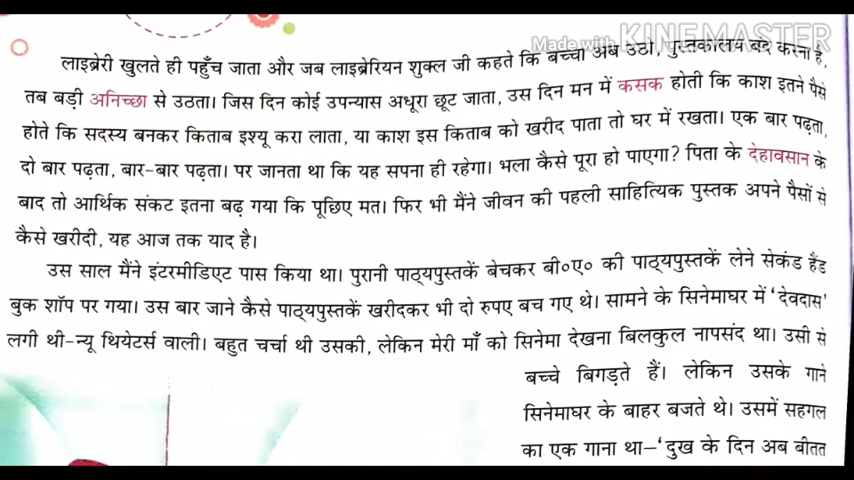 Made with KINEMASTER
लाइब्रेरी खुलते ही पहुँच जाता और जब लाइब्रेरियन शुक्ल जी कहते कि बच्चा अब उठो, पुस्तकालय बंद करना है,
तब बड़ी अनिच्छा से उठता। जिस दिन कोई उपन्यास अधूरा छूट जाता, उस दिन मन में कसक होती कि काश इतने पैसे
होते कि सदस्य बनकर किताब इश्यू करा लाता, या काश इस किताब को खरीद पाता तो घर में रखता। एक बार पढ़ता,
दो बार पढ़ता, बार-बार पढ़ता। पर जानता था कि यह सपना ही रहेगा। भला कैसे पूरा हो पाएगा? पिता के देहावसान के
बाद तो आर्थिक संकट इतना बढ़ गया कि पूछिए मत। फिर भी मैंने जीवन की पहली साहित्यिक पुस्तक अपने पैसों से
कैसे खरीदी, यह आज तक याद है।
उस साल मैंने इंटरमीडिएट पास किया था। पुरानी पाठ्यपुस्तकें बेचकर बी०ए० की पाठ्यपुस्तकें लेने सेकंड हैंड
बुक शॉप पर गया। उस बार जाने कैसे पाठ्यपुस्तकें खरीदकर भी दो रुपए बच गए थे। सामने के सिनेमाघर में 'देवदास'
लगी थी-न्यू थियेटर्स वाली। बहुत चर्चा थी उसकी, लेकिन मेरी माँ को सिनेमा देखना बिलकुल नापसंद था। उसी से
बच्चे बिगड़ते हैं। लेकिन उसके गाने
सिनेमाघर के बाहर बजते थे। उसमें सहगल
का एक गाना था–'दुख के दिन अब बीतत